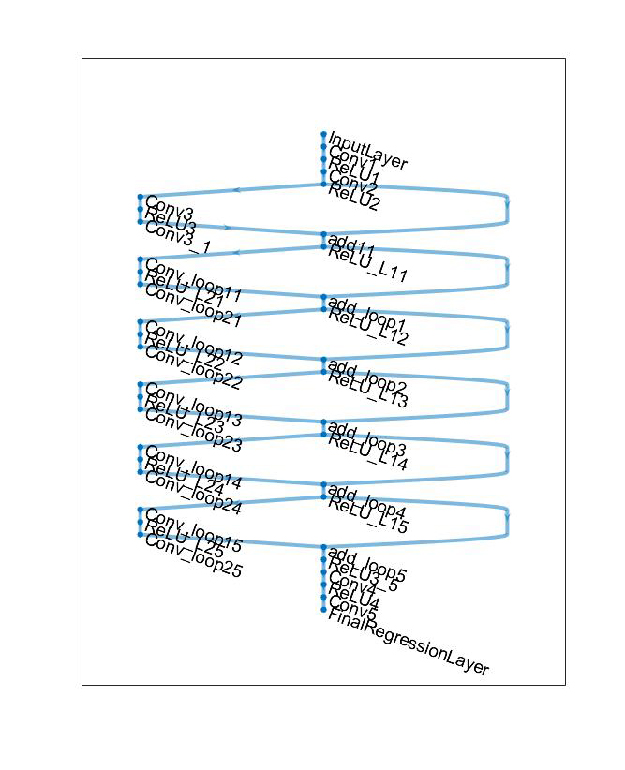 InputLayer
Conv1
ReLU1
Conv2
ReLU2
Conv3
ReLU3
Conv3_1
add11
ReLU_L11
Conv_loop11
ReLU_L21
Conv_loop21
add_loop1
ReLU_L12
Conv_loop12
ReLU_L22
Conv_loop22
add_loop2
ReLU_L13
Conv_loop13
ReLU_L23
Conv_loop23
add_loop3
ReLU_L14
Conv_loop14
ReLU_L24
Conv_loop24
add_loop4
ReLU_L15
Conv_loop15
ReLU_L25
Conv_loop25
add_loop5
ReLU3_5
Conv4
ReLU4
Conv5
FinalRegressionLayer